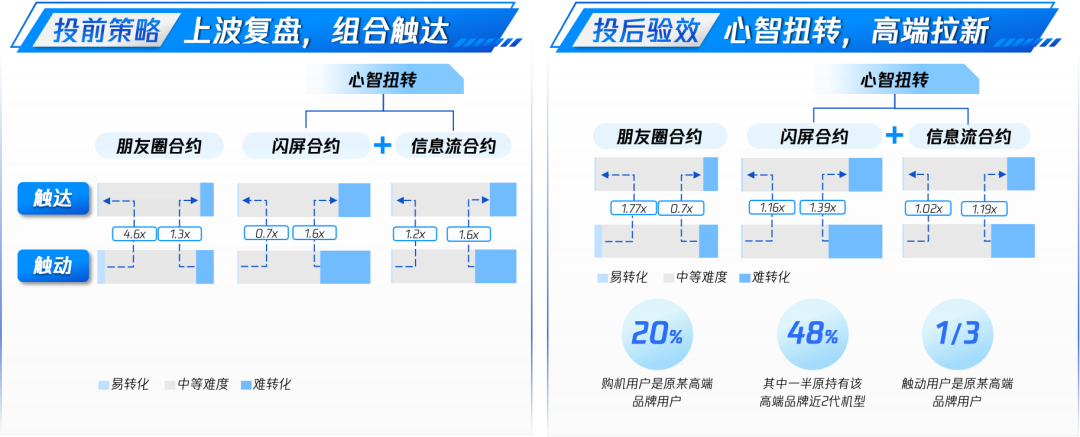 投前策略 上波复盘，组合触达
心智扭转
朋友圈合约 闪屏合约 + 信息流合约
触达
4.6x 1.3x 0.7x 1.6x 1.2x 1.6x
触动
易转化 中等难度 难转化
投后验效 心智扭转，高端拉新
心智扭转
朋友圈合约 闪屏合约 + 信息流合约
1.77x 0.7x 1.16x 1.39x 1.02x 1.19x
易转化 中等难度 难转化
20% 48% 1/3
购机用户是原某高端 其中一半原持有该 触动用户是原某高端
品牌用户 高端品牌近2代机型 品牌用户